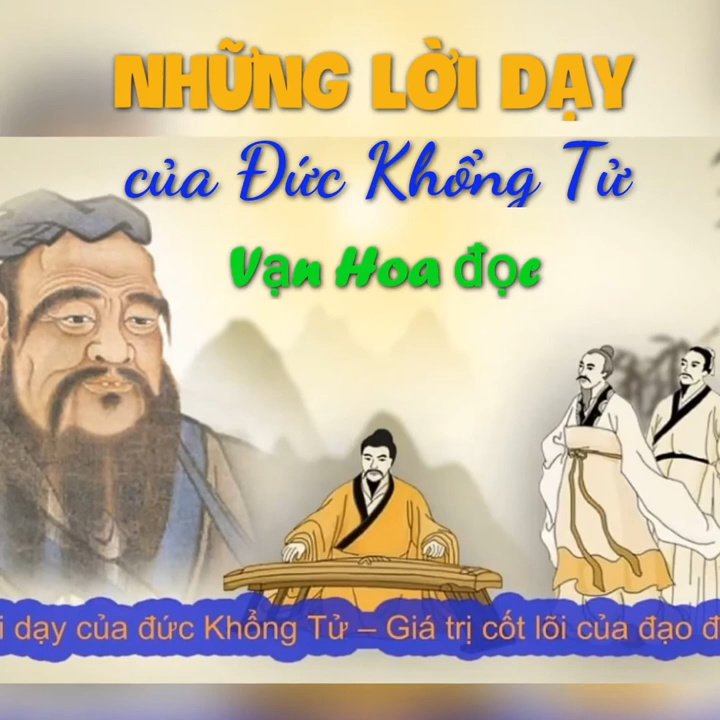 NHỮNG LỜI DẠY
của Đức Khổng Tử
Vạn Hoa đọc
i dạy của đức Khổng Tử – Giá trị cốt lõi của đạo đ